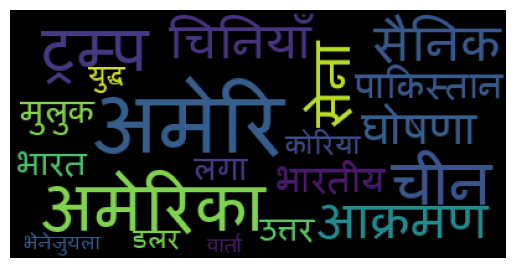 ट्रम्प चिनियाँ सेना सैनिक
युद्ध पाकिस्तान
मुलुक अमेरि घोषणा
कोरिया
भारत लगा भारतीय चीन
अमेरिका आक्रमण
उत्तर
भेनेजुयला डलर वार्ता